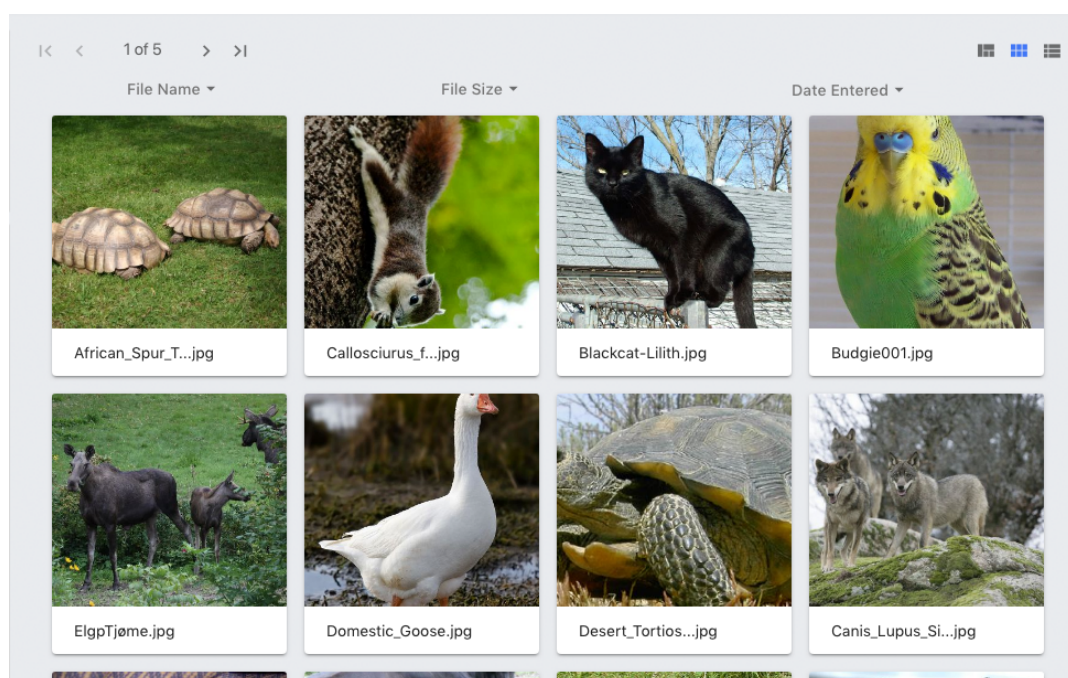 1 of 5
File Name File Size Date Entered
African_Spur_T...jpg Callosciurus_f...jpg Blackcat-Lilith.jpg Budgie001.jpg
ElgpTjøme.jpg Domestic_Goose.jpg Desert_Tortios...jpg Canis_Lupus_Si...jpg